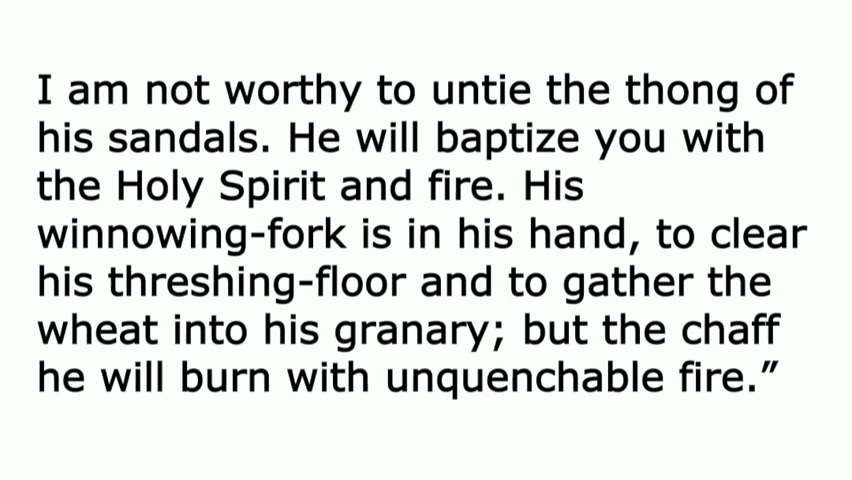 I am not worthy to untie the thong of
his sandals. He will baptize you with
the Holy Spirit and fire. His
winnowing-fork is in his hand, to clear
his threshing-floor and to gather the
wheat into his granary; but the chaff
he will burn with unquenchable fire.”